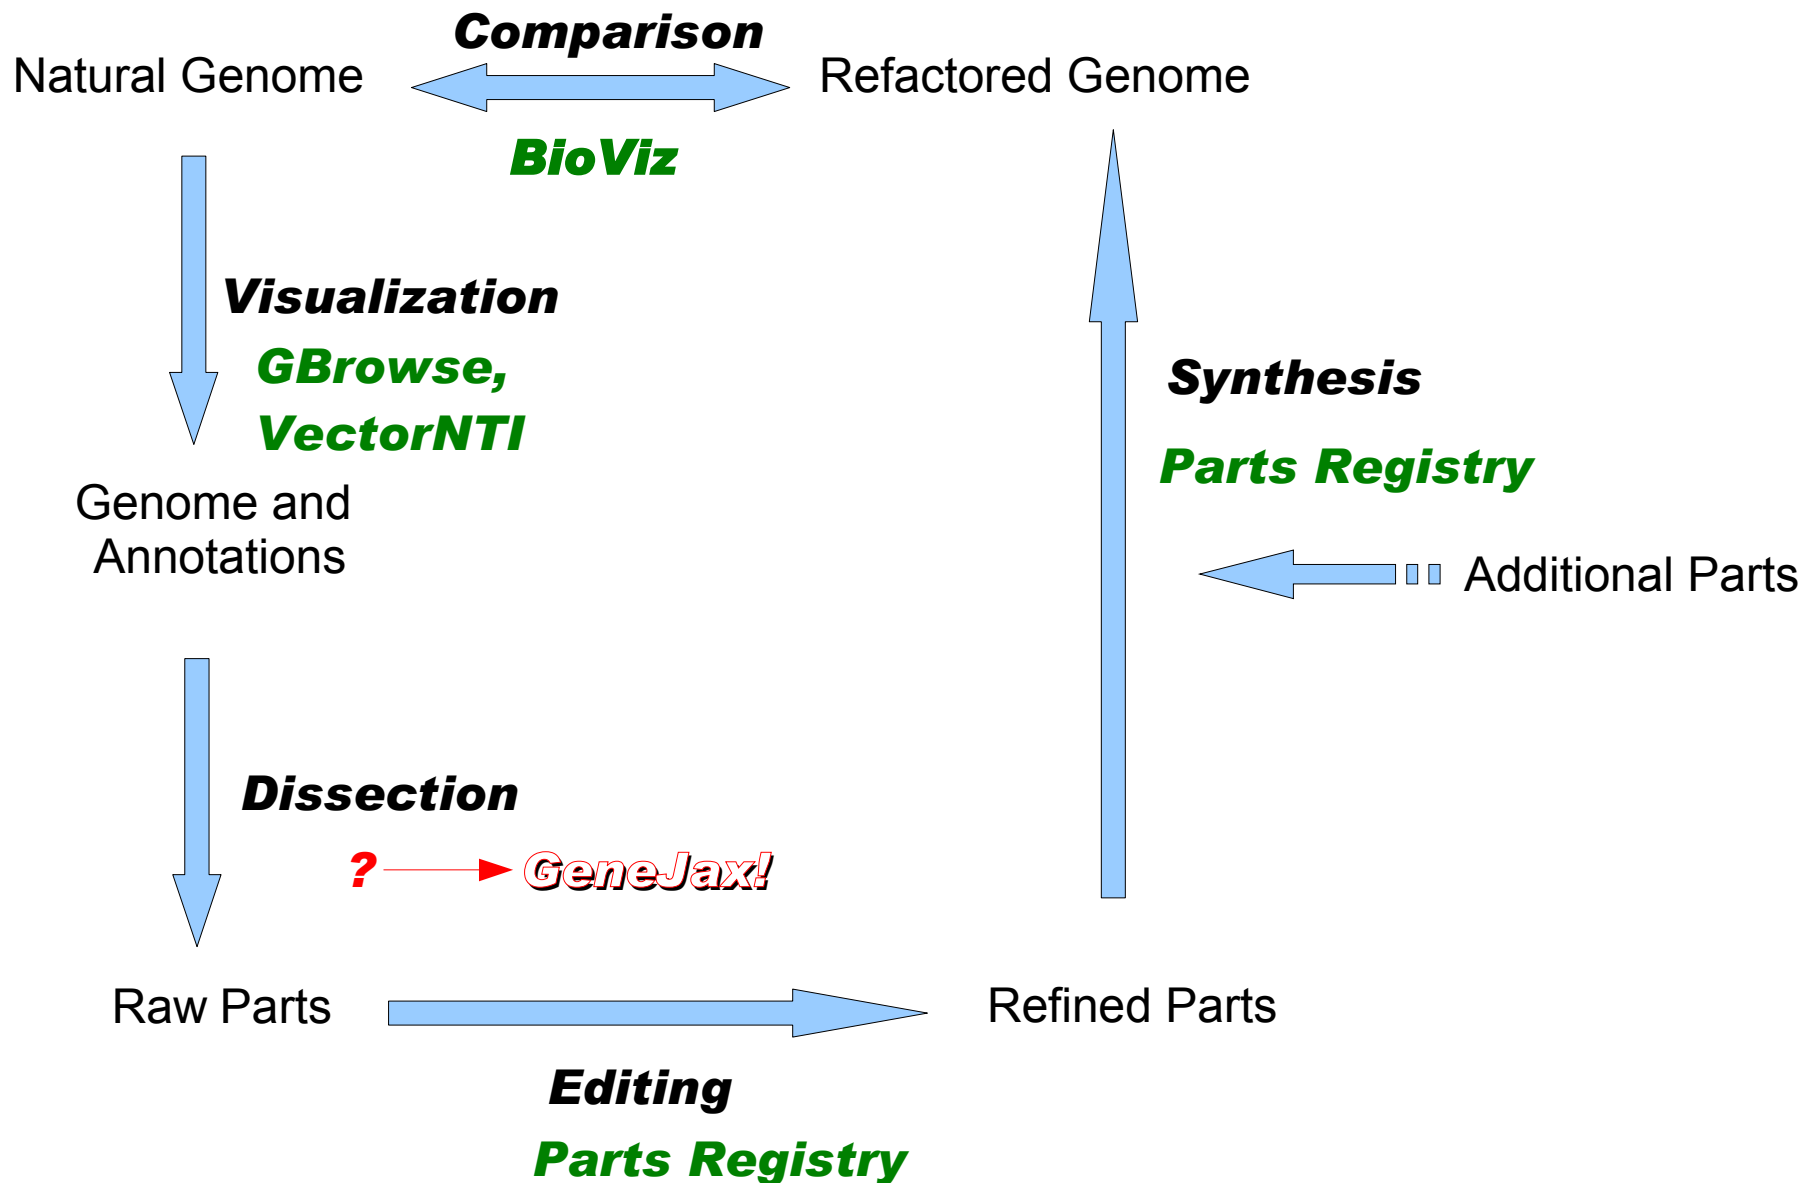 Comparison
Natural Genome
Refactored Genome
BioViz
Visualization
GBrowse,
VectorNTI
Genome and
Annotations
Synthesis
Parts Registry
Additional Parts
Dissection
? GeneJax!
Raw Parts
Refined Parts
Editing
Parts Registry